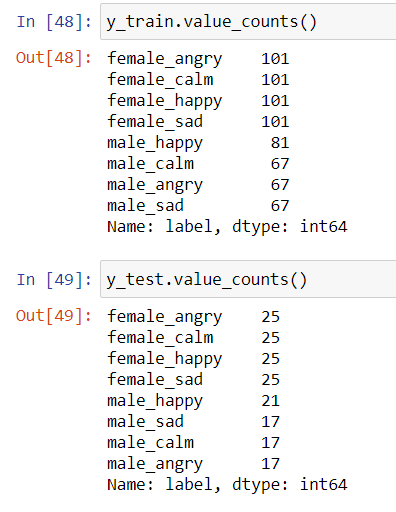 In [48]: y_train.value_counts()
Out[48]: female_angry    101
female_calm     101
female_happy    101
female_sad      101
male_happy       81
male_calm        67
male_angry       67
male_sad         67
Name: label, dtype: int64
In [49]: y_test.value_counts()
Out[49]: female_angry    25
female_calm     25
female_happy    25
female_sad      25
male_happy      21
male_sad        17
male_calm       17
male_angry      17
Name: label, dtype: int64